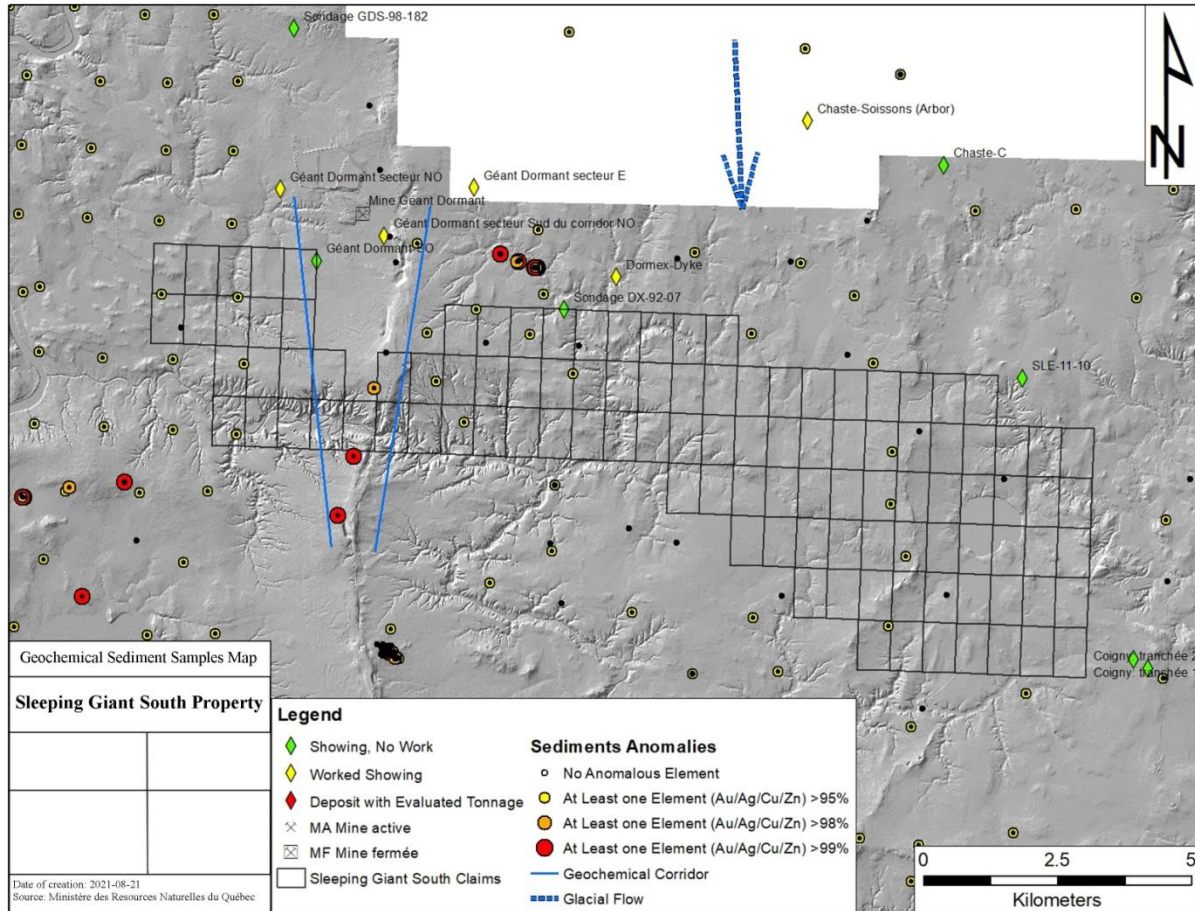 Sondage GDS-98-182
Chaste-Soissons (Arbor)
Chaste-C
N
Géant Dormant secteur NO
Géant Dormant secteur E
Mine Géant Dormant
Géant Dormant secteur Sud du corridor NO
Géant Dormant-SO
Dormex-Dyke
Sondage DX-92-07
SLE-11-10
Coigny. tranchée 2
Coigny. tranchée 1
Geochemical Sediment Samples Map
Sleeping Giant South Property
Date of creation: 2021-08-21
Source: Ministère des Resources Naturelles du Québec
Legend
Showing, No Work
Worked Showing
Deposit with Evaluated Tonnage
MA Mine active
MF Mine fermée
Sleeping Giant South Claims
Sediments Anomalies
No Anomalous Element
At Least one Element (Au/Ag/Cu/Zn) >95%
At Least one Element (Au/Ag/Cu/Zn) >98%
At Least one Element (Au/Ag/Cu/Zn) >99%
Geochemical Corridor
Glacial Flow
0 2.5 5
Kilometers